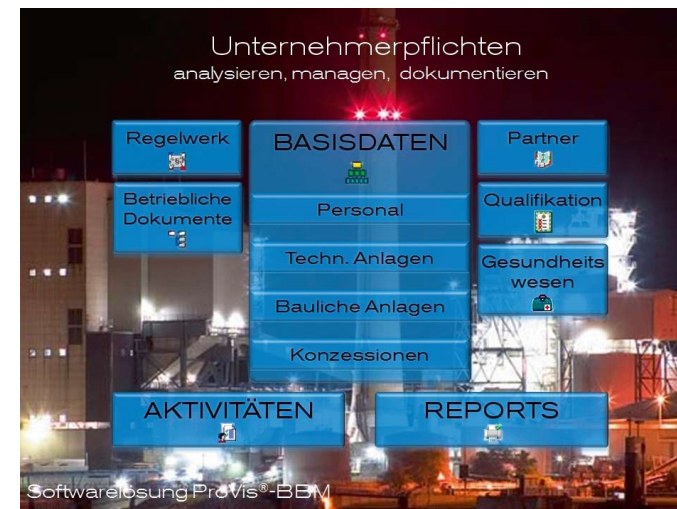 Unternehmerpflichten
analysieren, managen, dokumentieren
Regelwerk
BASISDATEN
Partner
Betriebliche
Dokumente
Personal
Qualifikation
Techn. Anlagen
Gesundheits
wesen
Bauliche Anlagen
Konzessionen
AKTIVITÄTEN
REPORTS
Softwarelösung ProVis®-BBM